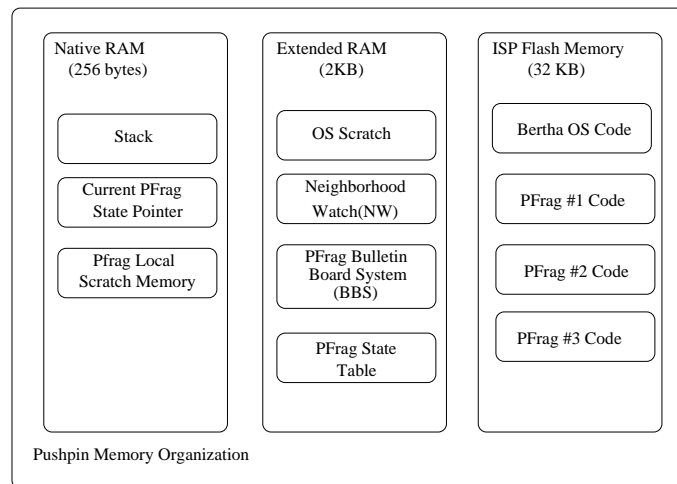 Native RAM
(256 bytes)
Stack
Current PFrag
State Pointer
Pfrag Local
Scratch Memory
Extended RAM
(2KB)
OS Scratch
Neighborhood
Watch(NW)
PFrag Bulletin
Board System
(BBS)
PFrag State
Table
ISP Flash Memory
(32 KB)
Bertha OS Code
PFrag #1 Code
PFrag #2 Code
PFrag #3 Code
Pushpin Memory Organization